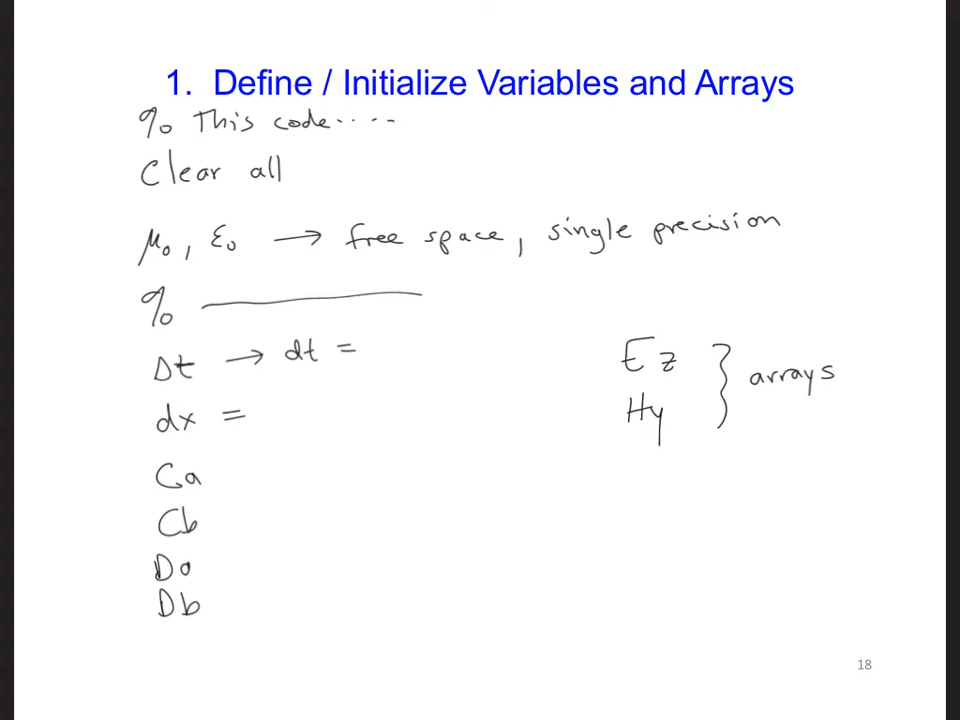 1. Define / Initialize Variables and Arrays
% This code.....
Clear all
μ₀, ε₀ → free space, single precision
% ―――
Δt → dt =
dx =
Ca
Cb
Da
Db
Ez
Hy
} arrays
18